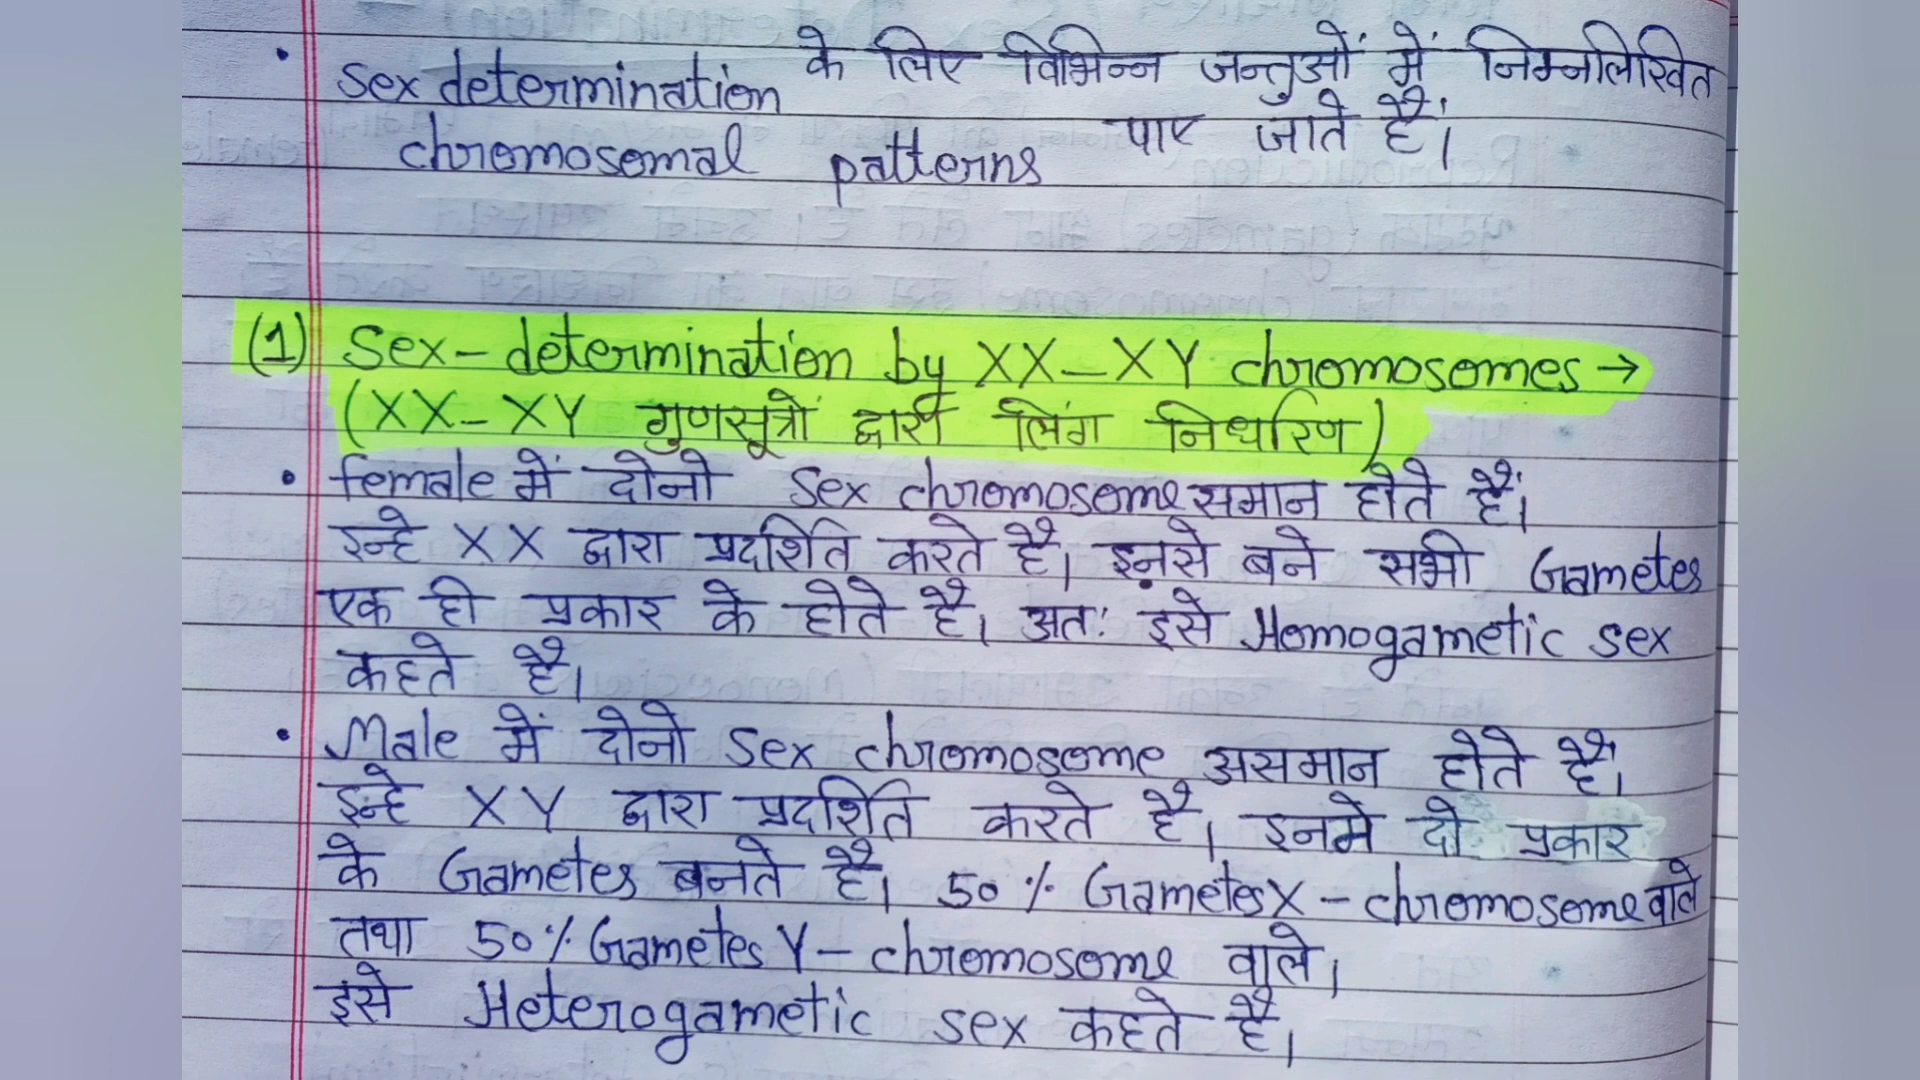 • sex determination के लिए विभिन्न जन्तुओं में निम्नलिखित
chromosomal patterns पाए जाते हैं।
(1) Sex-determination by XX-XY chromosomes →
(XX-XY गुणसूत्रों द्वारा लिंग निर्धारण)
• female में दोनो sex chromosome समान होते हैं।
इन्हे XX द्वारा प्रदर्शित करते है। इनसे बने सभी Gametes
एक ही प्रकार के होते है। अतः इसे Homogametic sex
कहते है।
• Male में दोनो sex chromosome असमान होते हैं।
इन्हे XY द्वारा प्रदर्शित करते है। इनमे दो प्रकार
के Gametes बनते है। 50% Gametes X-chromosome वाले
तथा 50% Gametes Y-chromosome वाले।
इसे Heterogametic sex कहते है।